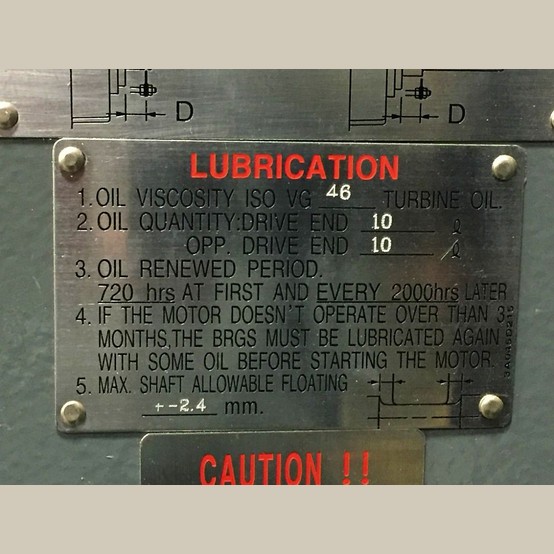 D D
LUBRICATION
1. OIL VISCOSITY ISO VG 46 TURBINE OIL.
2. OIL QUANTITY:DRIVE END 10 ℓ
OPP. DRIVE END 10 ℓ
3. OIL RENEWED PERIOD.
720 hrs AT FIRST AND EVERY 2000hrs LATER
4. IF THE MOTOR DOESN'T OPERATE OVER THAN 3
MONTHS,THE BRGS MUST BE LUBRICATED AGAIN
WITH SOME OIL BEFORE STARTING THE MOTOR.
5. MAX. SHAFT ALLOWABLE FLOATING
+-2.4 mm.
CAUTION !!